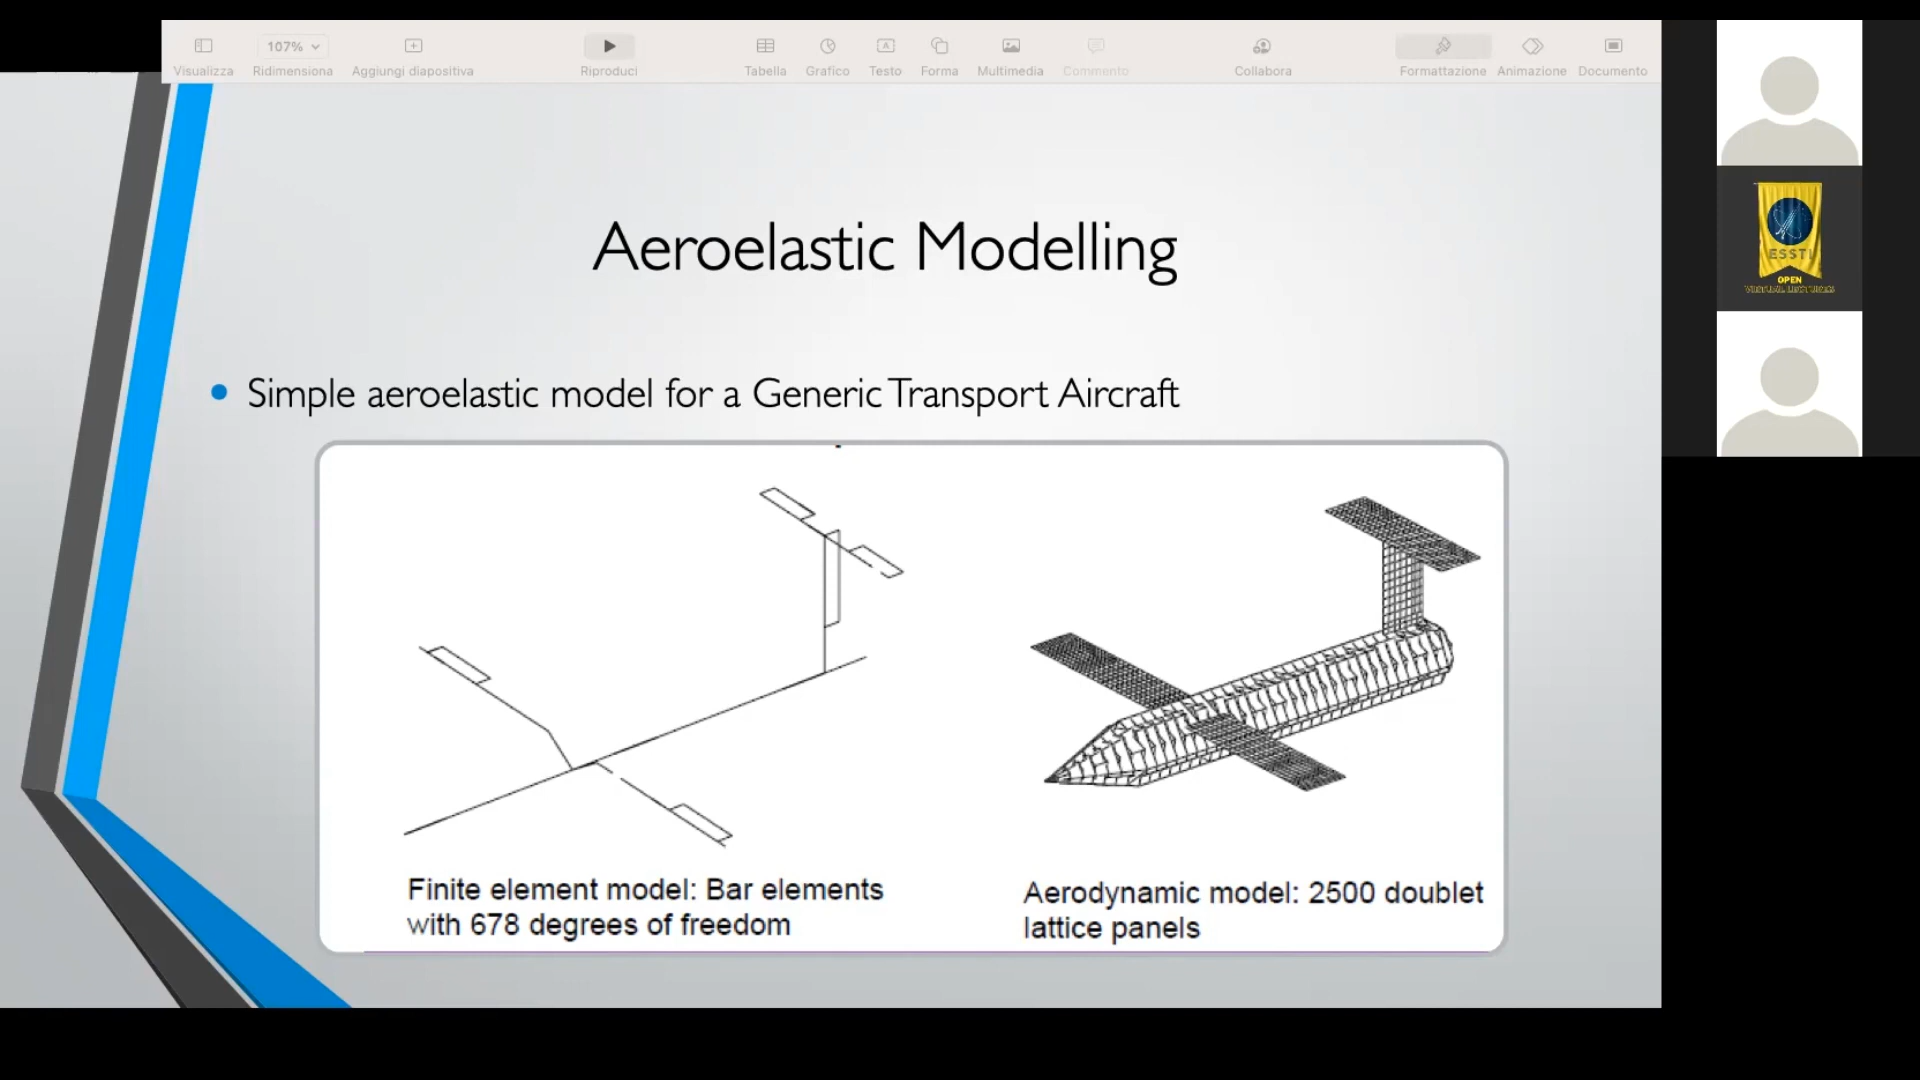 107%
Visualizza
Ridimensiona
Aggiungi diapositiva
Riproduci
Tabella
Grafico
Testo
Forma
Multimedia
Commento
Collabora
Formattazione
Animazione
Documento
Aeroelastic Modelling
Simple aeroelastic model for a Generic Transport Aircraft
Finite element model: Bar elements
with 678 degrees of freedom
Aerodynamic model: 2500 doublet
lattice panels
ESSTI
OPEN
VIRTUAL LECTURES